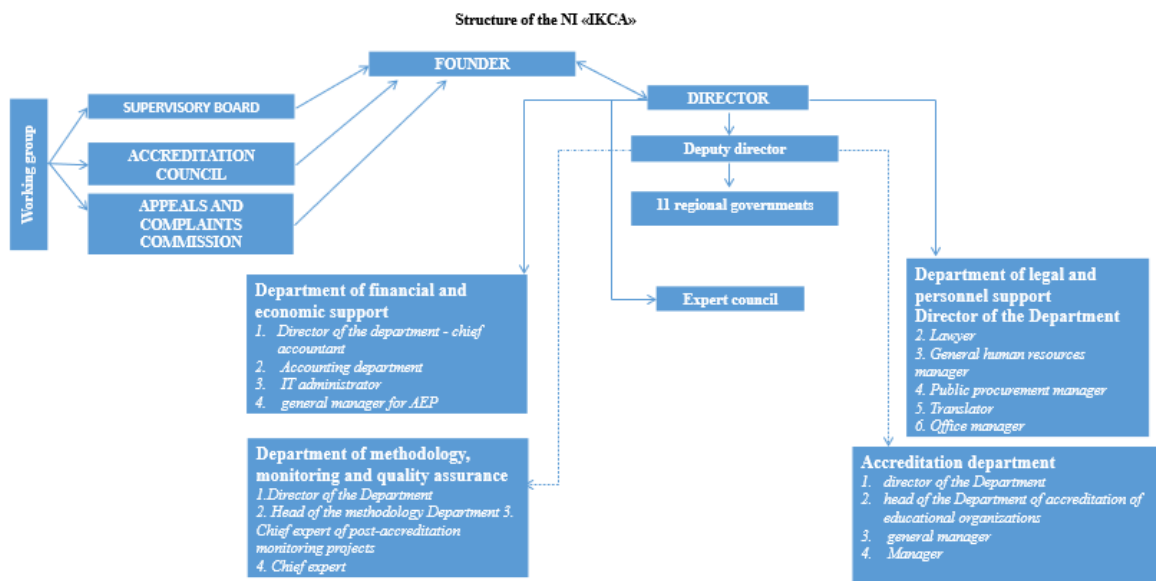 Structure of the NI «IKCA»
FOUNDER
Working group
SUPERVISORY BOARD
DIRECTOR
ACCREDITATION
COUNCIL
Deputy director
APPEALS AND
COMPLAINTS
COMMISSION
11 regional governments
Department of financial and
economic support
1. Director of the department - chief
accountant
2. Accounting department
3. IT administrator
4. general manager for AEP
Expert council
Department of legal and
personnel support
Director of the Department
2. Lawyer
3. General human resources
manager
4. Public procurement manager
5. Translator
6. Office manager
Department of methodology,
monitoring and quality assurance
1.Director of the Department
2. Head of the methodology Department 3.
Chief expert of post-accreditation
monitoring projects
4. Chief expert
Accreditation department
1. director of the Department
2. head of the Department of accreditation of
educational organizations
3. general manager
4. Manager